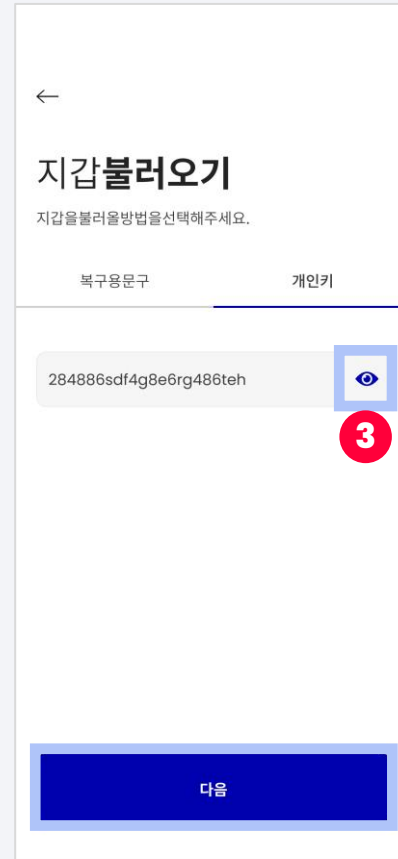 지갑불러오기
지갑을불러올방법을선택해주세요.
복구용문구 개인키
284886sdf4g8e6rg486teh
3
다음